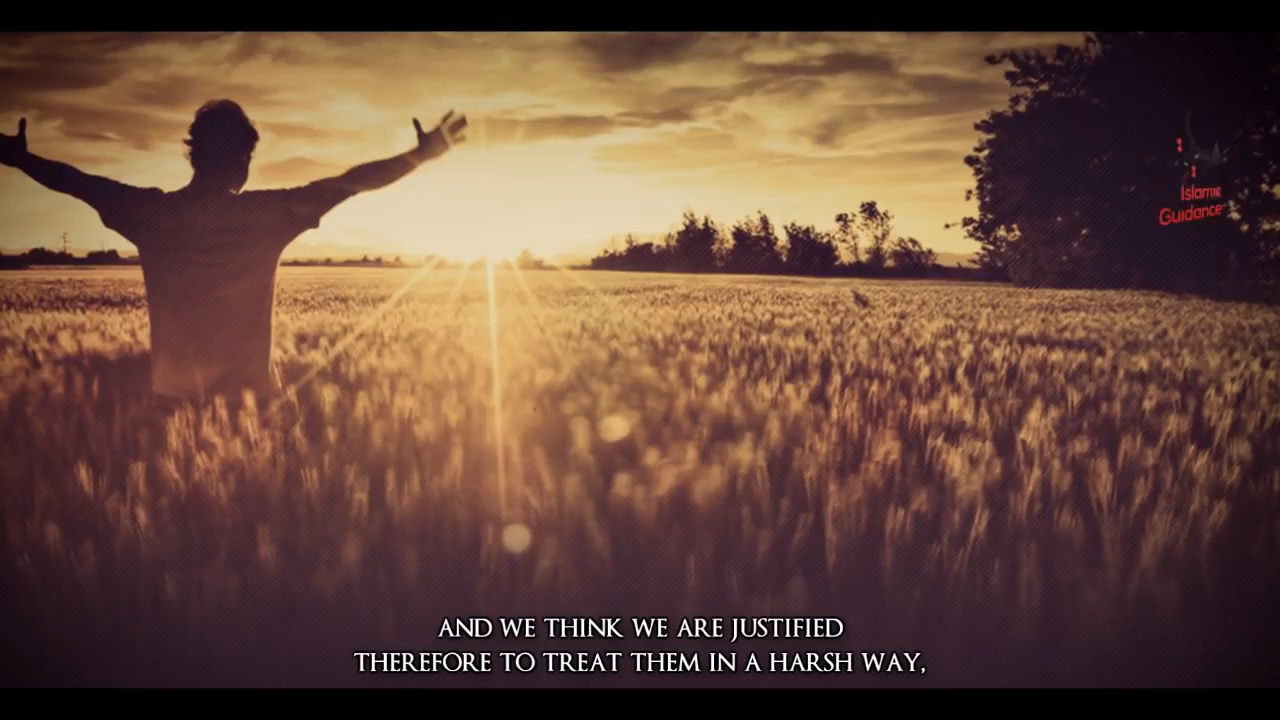 Islamic
Guidance
AND WE THINK WE ARE JUSTIFIED
THEREFORE TO TREAT THEM IN A HARSH WAY,